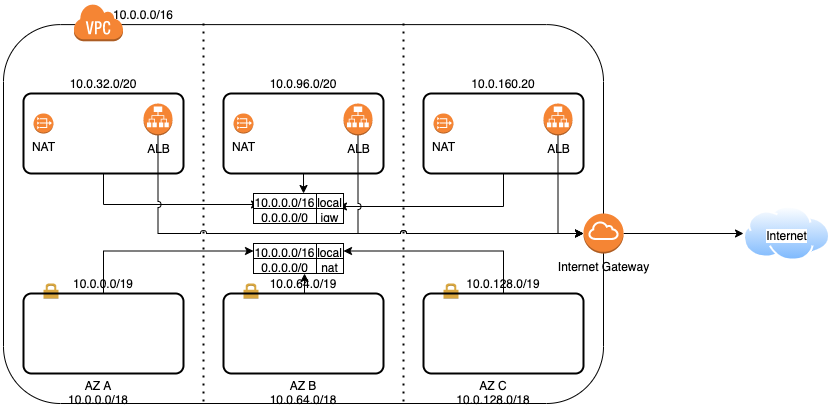 10.0.0.0/16
VPC
10.0.32.0/20
10.0.96.0/20
10.0.160.20
NAT
ALB
NAT
ALB
NAT
ALB
10.0.0.0/16 local
0.0.0.0/0 igw
Internet
10.0.0.0/16 local
0.0.0.0/0 nat
Internet Gateway
10.0.0.0/19
10.0.64.0/19
10.0.128.0/19
AZ A
10.0.0.0/18
AZ B
10.0.64.0/18
AZ C
10.0.128.0/18